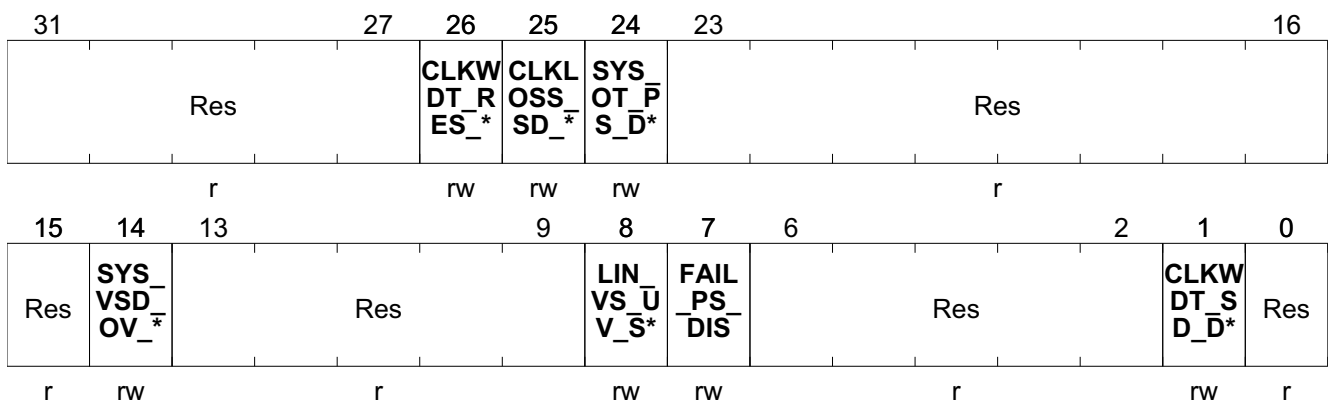 31 27 26 25 24 23 16
Res CLKW DT_R ES_* CLKL OSS_ SD_* SYS_ OT_P S_D* Res
r rw rw rw r
15 14 13 9 8 7 6 2 1 0
Res SYS_ VSD_ OV_* Res LIN_ VS_U V_S* FAIL _PS_ DIS Res CLKW DT_S D_D* Res
r rw r rw rw r rw r